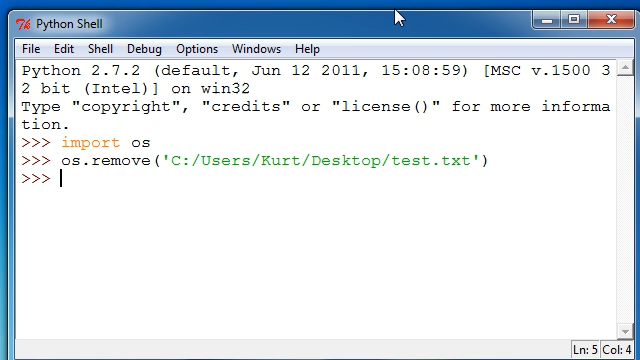 Python Shell
File Edit Shell Debug Options Windows Help
Python 2.7.2 (default, Jun 12 2011, 15:08:59) [MSC v.1500 3
2 bit (Intel)] on win32
Type "copyright", "credits" or "license()" for more informa
tion.
>>> import os
>>> os.remove('C:/Users/Kurt/Desktop/test.txt')
>>>
Ln: 5 Col: 4